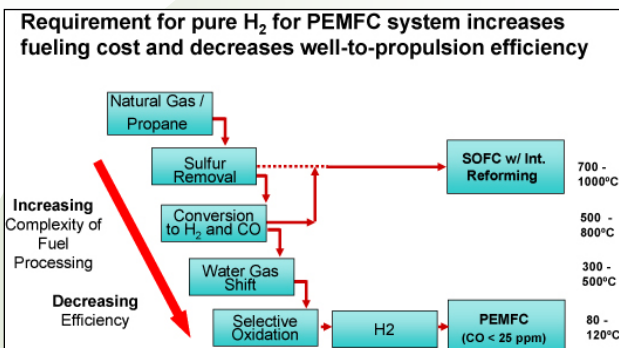 Requirement for pure H₂ for PEMFC system increases
fueling cost and decreases well-to-propulsion efficiency
Natural Gas /
Propane
Sulfur
Removal
SOFC w/ Int.
Reforming
700 -
1000ºC
Increasing
Complexity of
Fuel
Processing
Conversion
to H₂ and CO
500 -
800ºC
Water Gas
Shift
300 -
500ºC
Decreasing
Efficiency
Selective
Oxidation
H2
PEMFC
(CO < 25 ppm)
80 -
120ºC